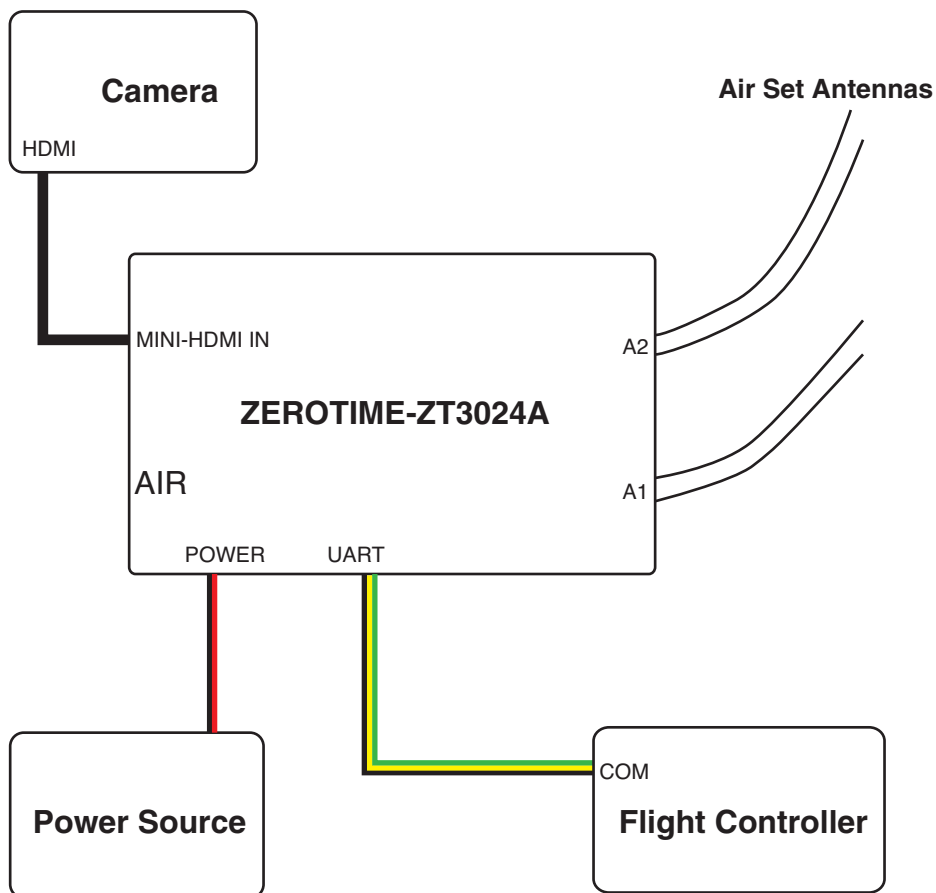 Camera
HDMI
Air Set Antennas
MINI-HDMI IN
A2
ZEROTIME-ZT3024A
AIR
A1
POWER
UART
COM
Power Source
Flight Controller